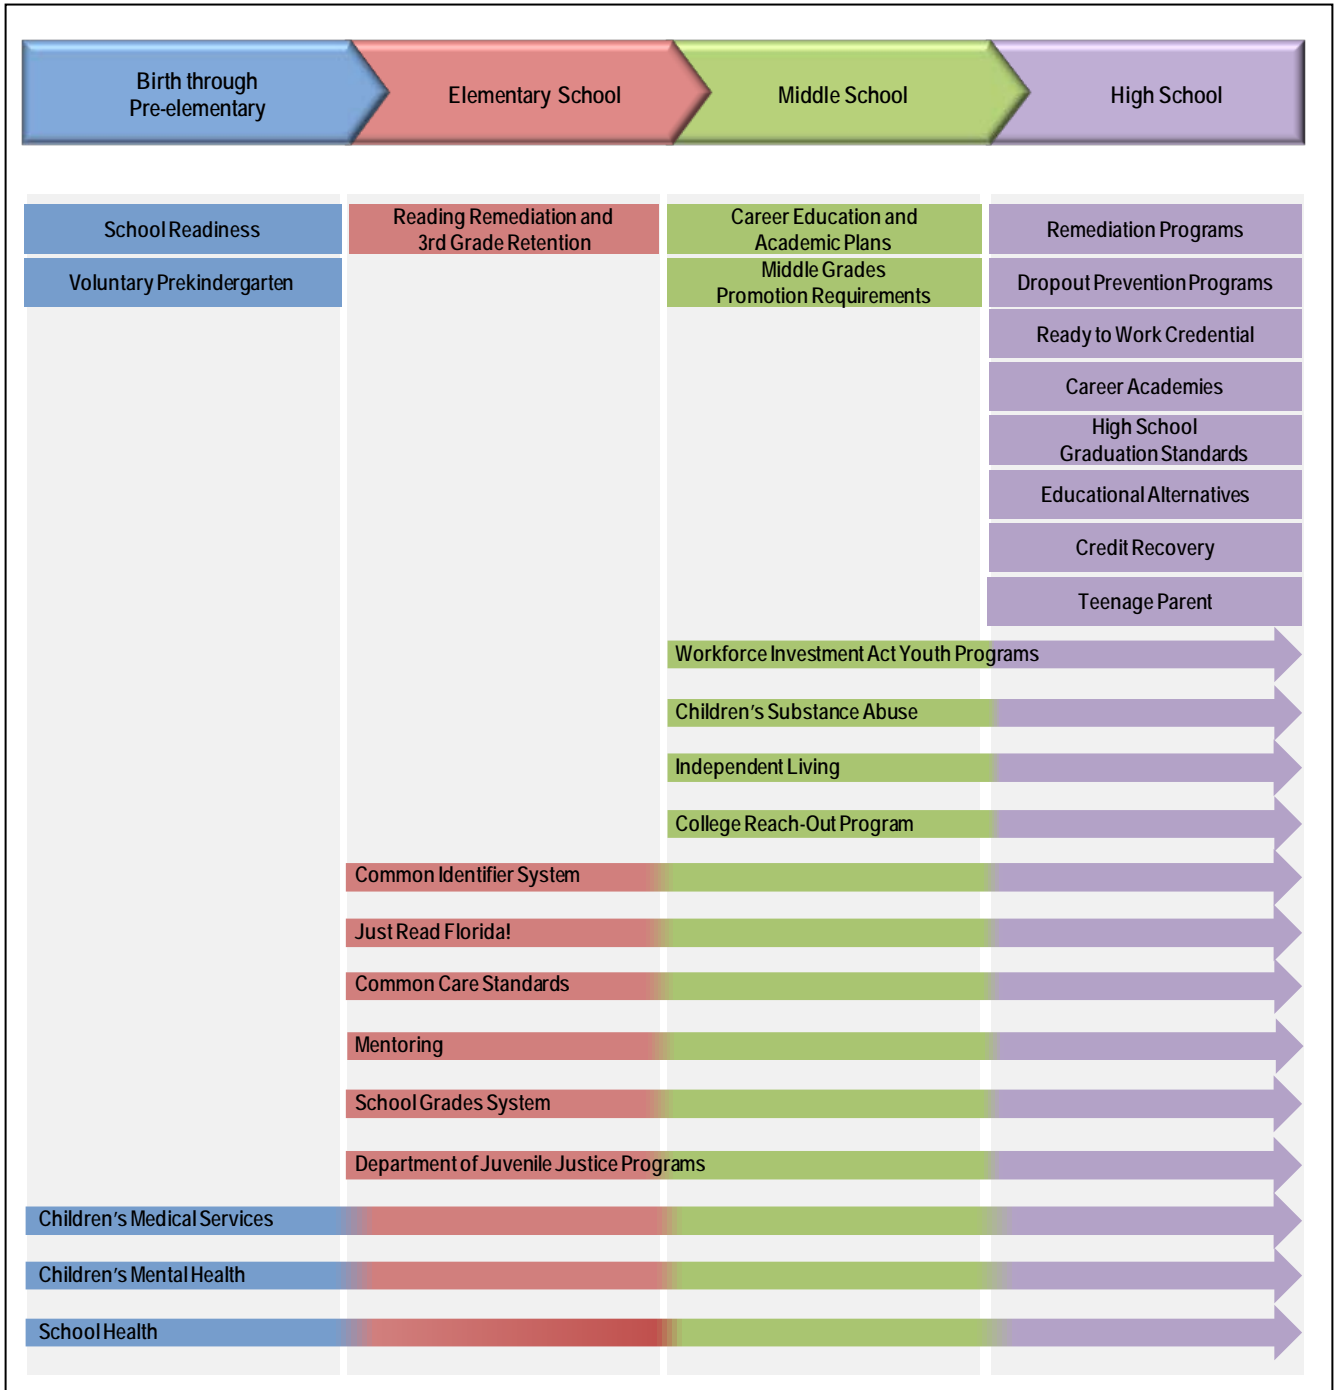 Birth through
Pre-elementary
Elementary School
Middle School
High School
School Readiness
Reading Remediation and
3rd Grade Retention
Career Education and
Academic Plans
Remediation Programs
Voluntary Prekindergarten
Middle Grades
Promotion Requirements
Dropout Prevention Programs
Ready to Work Credential
Career Academies
High School
Graduation Standards
Educational Alternatives
Credit Recovery
Teenage Parent
Workforce Investment Act Youth Programs
Children's Substance Abuse
Independent Living
College Reach-Out Program
Common Identifier System
Just Read Florida!
Common Care Standards
Mentoring
School Grades System
Department of Juvenile Justice Programs
Children's Medical Services
Children's Mental Health
School Health